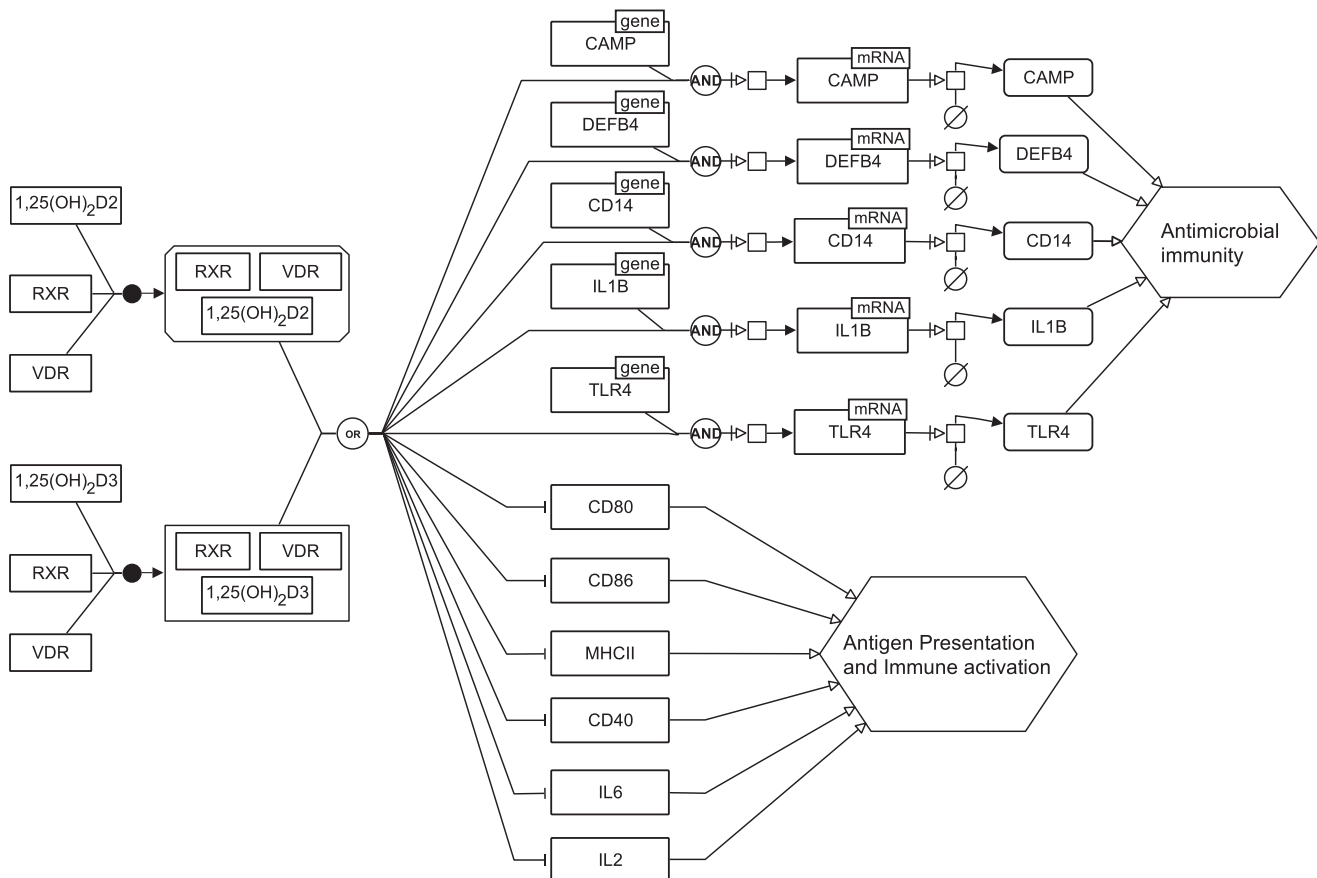 gene
CAMP
AND
mRNA
CAMP
CAMP
gene
DEFB4
AND
mRNA
DEFB4
DEFB4
gene
CD14
AND
mRNA
CD14
CD14
gene
IL1B
AND
mRNA
IL1B
IL1B
gene
TLR4
AND
mRNA
TLR4
TLR4
Antimicrobial
immunity
1,25(OH)2D2
RXR
VDR
RXR
VDR
1,25(OH)2D2
OR
1,25(OH)2D3
RXR
VDR
RXR
VDR
1,25(OH)2D3
CD80
CD86
MHCII
CD40
IL6
IL2
Antigen Presentation
and Immune activation